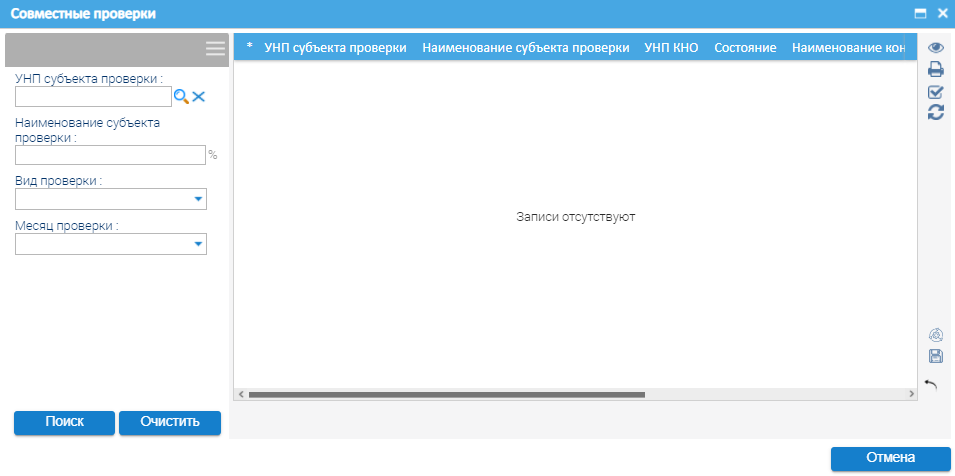 Совместные проверки
* УНП субъекта проверки Наименование субъекта проверки УНП КНО Состояние Наименование кон
УНП субъекта проверки :
Наименование субъекта
проверки :
%
Вид проверки :
Месяц проверки :
Записи отсутствуют
Поиск Очистить
Отмена